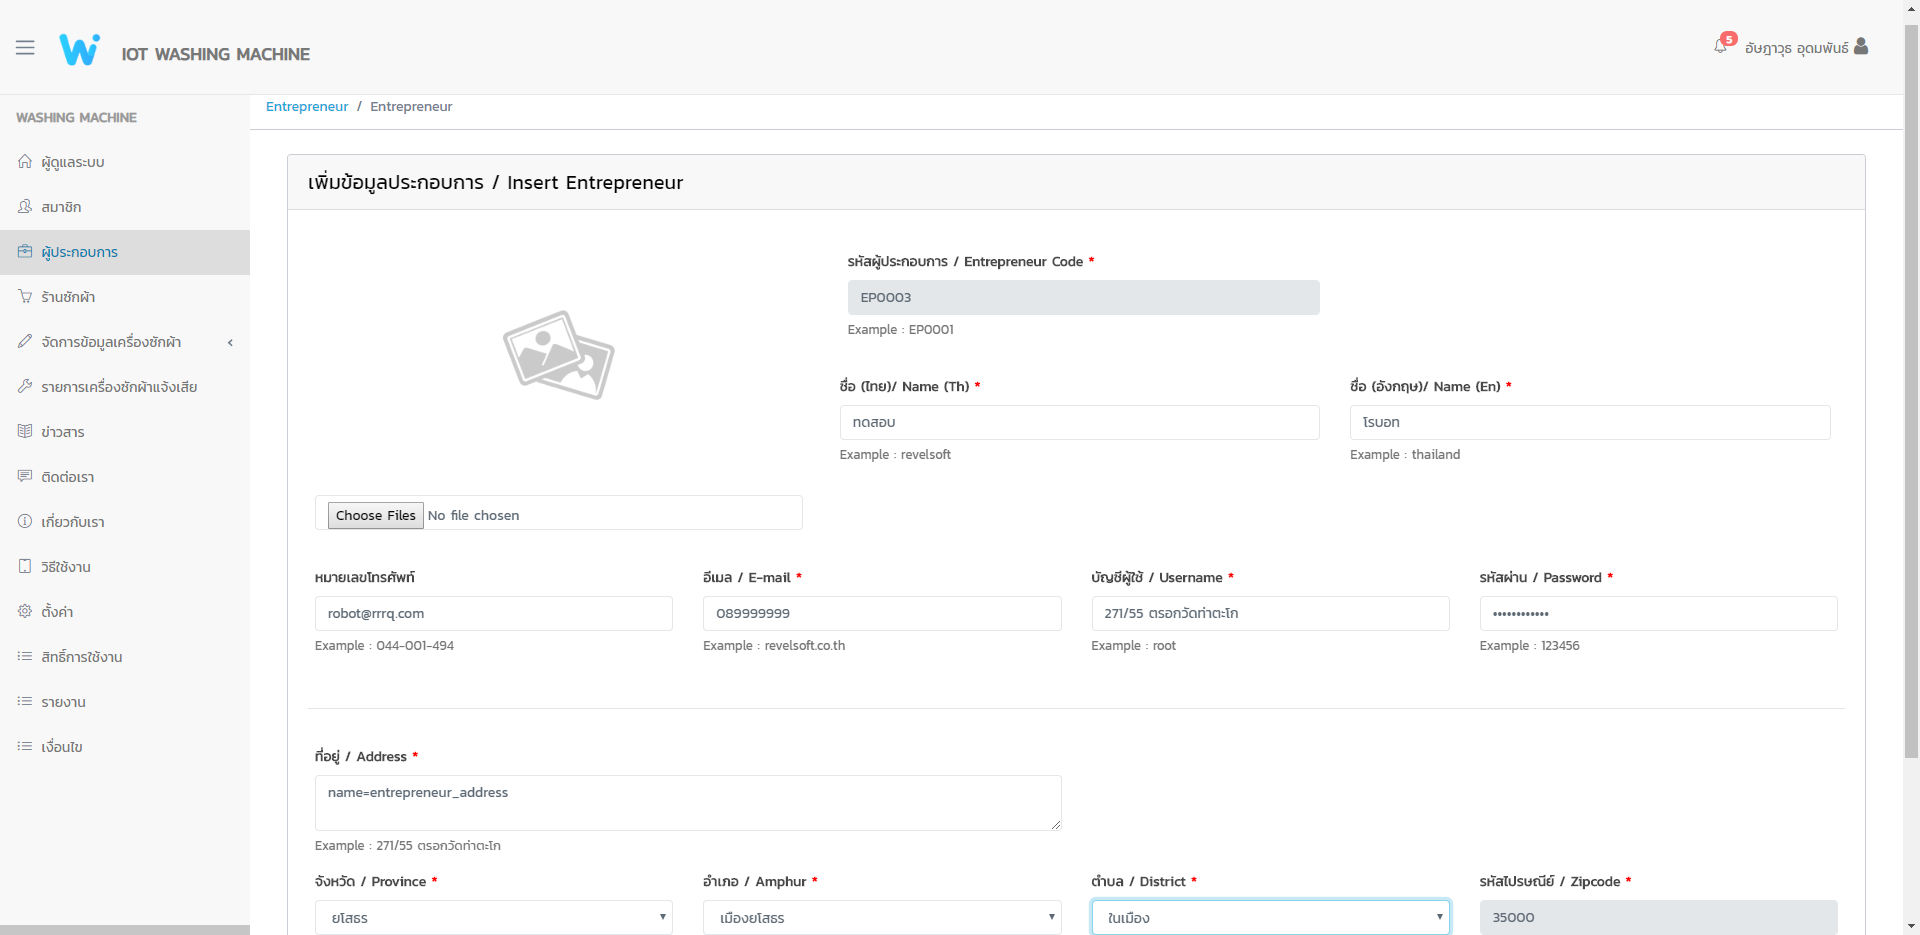 IOT WASHING MACHINE
5
อัษฎาวุธ อุดมพันธ์
WASHING MACHINE
ผู้ดูแลระบบ
สมาชิก
ผู้ประกอบการ
ร้านซักผ้า
จัดการข้อมูลเครื่องซักผ้า
รายการเครื่องซักผ้าแจ้งเสีย
ข่าวสาร
ติดต่อเรา
เกี่ยวกับเรา
วิธีใช้งาน
ตั้งค่า
สิทธิ์การใช้งาน
รายงาน
เงื่อนไข
Entrepreneur / Entrepreneur
เพิ่มข้อมูลประกอบการ / Insert Entrepreneur
รหัสผู้ประกอบการ / Entrepreneur Code *
EP0003
Example : EP0001
ชื่อ (ไทย)/ Name (Th) *
ทดสอบ
Example : revelsoft
ชื่อ (อังกฤษ)/ Name (En) *
โรบอท
Example : thailand
Choose Files No file chosen
หมายเลขโทรศัพท์
robot@rrrq.com
Example : 044-001-494
อีเมล / E-mail *
089999999
Example : revelsoft.co.th
บัญชีผู้ใช้ / Username *
271/55 ตรอกวัดท่าตะโก
Example : root
รหัสผ่าน / Password *
••••••••••••
Example : 123456
ที่อยู่ / Address *
name=entrepreneur_address
Example : 271/55 ตรอกวัดท่าตะโก
จังหวัด / Province *
ยโสธร
อำเภอ / Amphur *
เมืองยโสธร
ตำบล / District *
ในเมือง
รหัสไปรษณีย์ / Zipcode *
35000